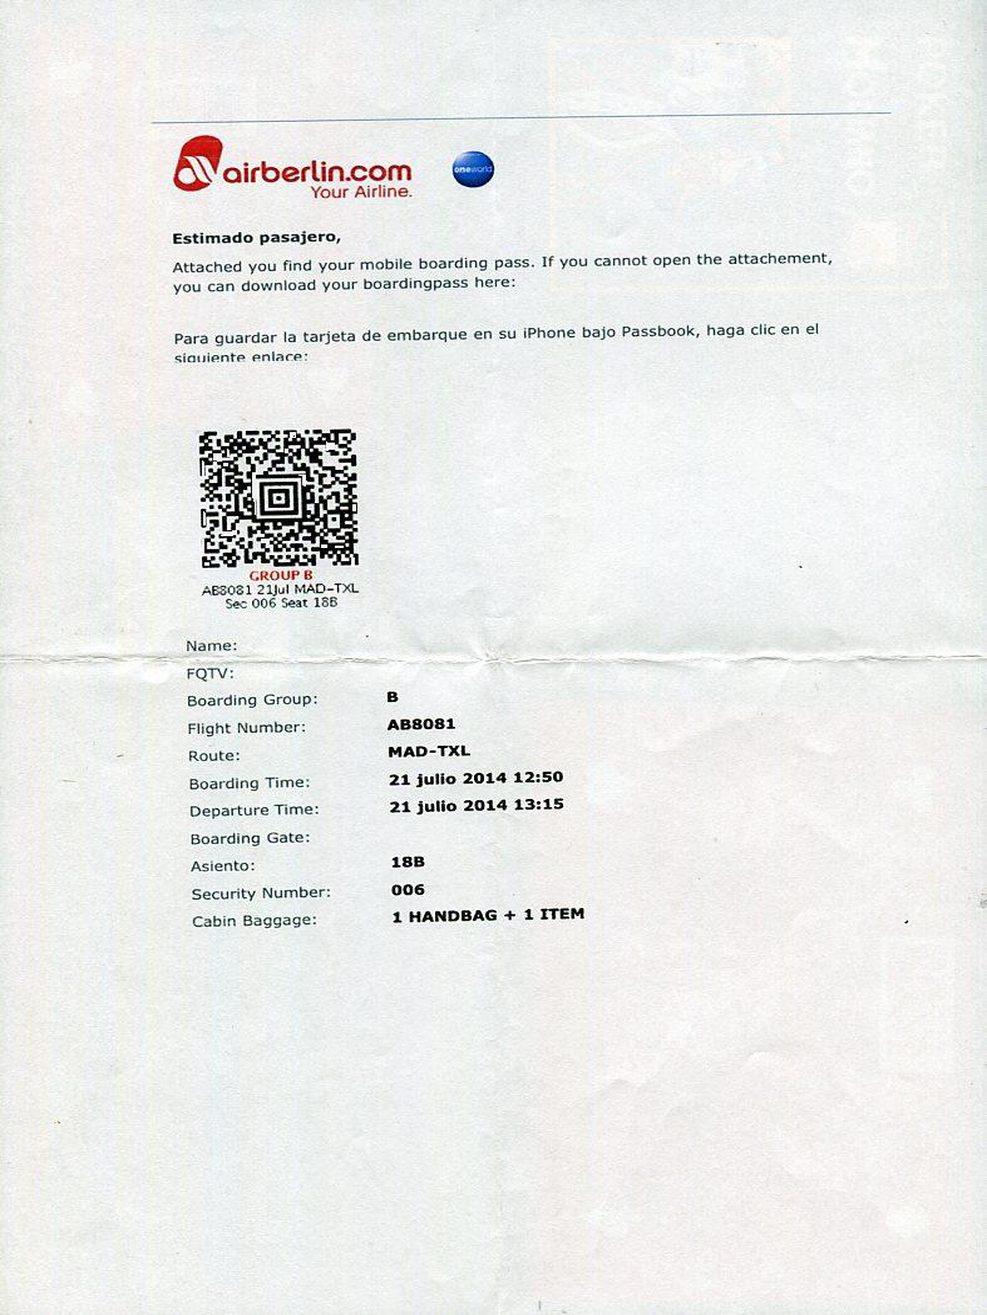 airberlin.com
Your Airline.
oneworld
Estimado pasajero,
Attached you find your mobile boarding pass. If you cannot open the attachement,
you can download your boardingpass here:
Para guardar la tarjeta de embarque en su iPhone bajo Passbook, haga clic en el
siguiente enlace:
GROUP B
AB8081 21Jul MAD-TXL
Sec 006 Seat 18B
Name:
FQTV:
Boarding Group: B
Flight Number: AB8081
Route: MAD-TXL
Boarding Time: 21 julio 2014 12:50
Departure Time: 21 julio 2014 13:15
Boarding Gate:
Asiento: 18B
Security Number: 006
Cabin Baggage: 1 HANDBAG + 1 ITEM